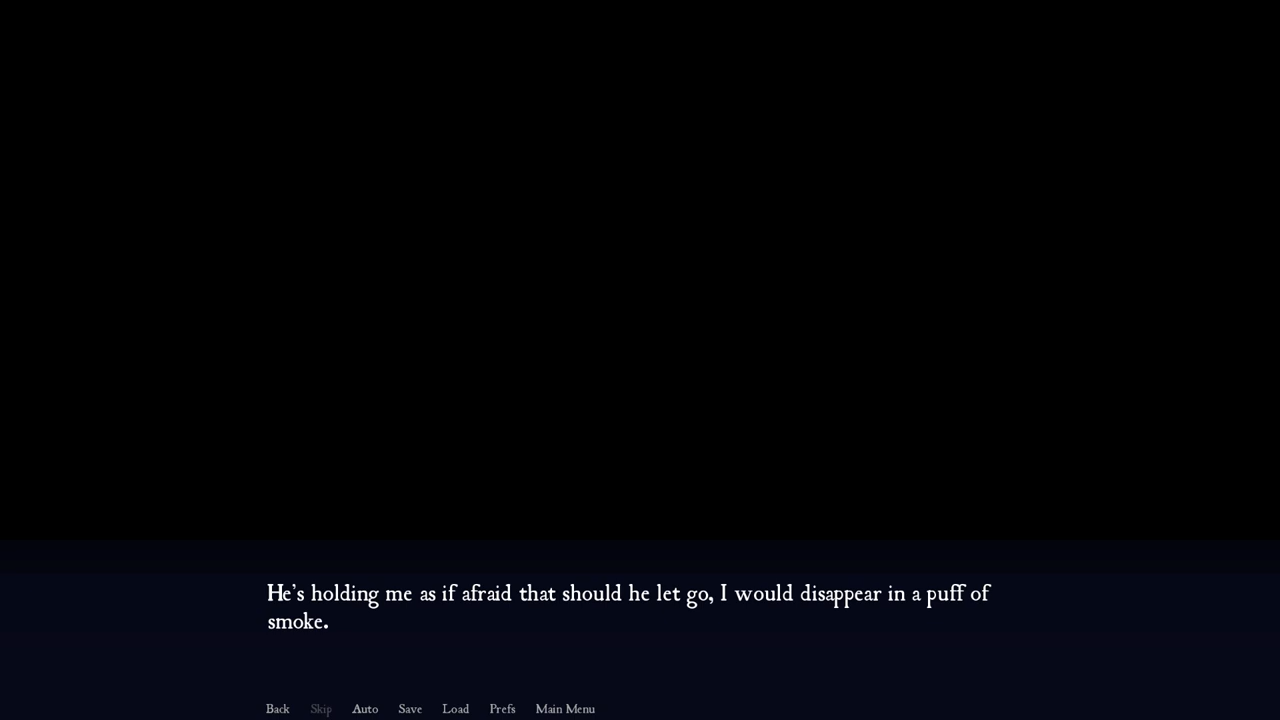 He's holding me as if afraid that should he let go, I would disappear in a puff of
smoke.
Back Skip Auto Save Load Prefs Main Menu